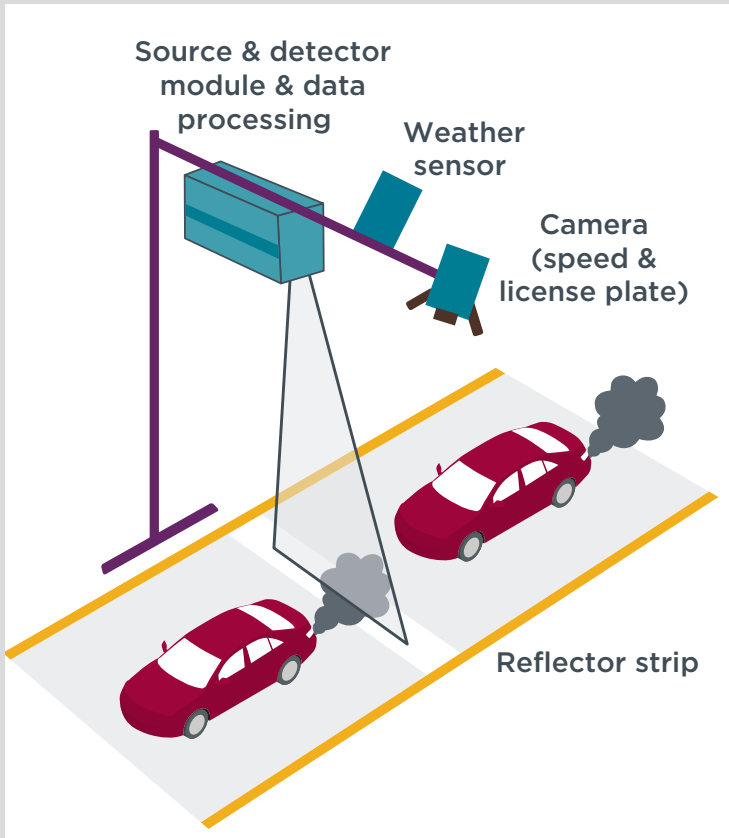 Source & detector
module & data
processing
Weather
sensor
Camera
(speed &
license plate)
Reflector strip